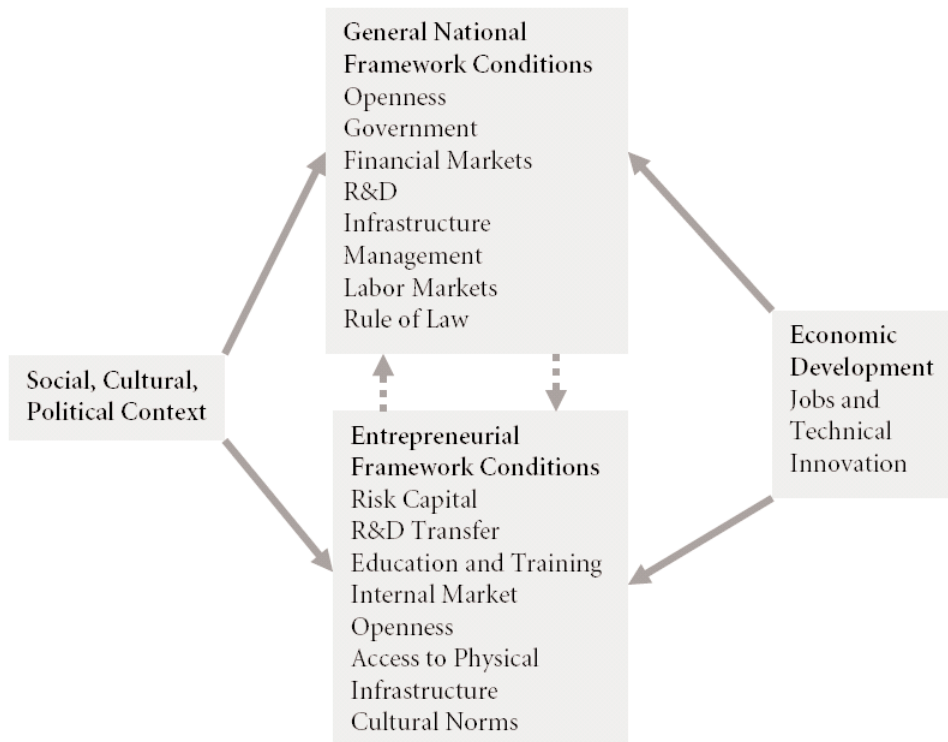 General National
Framework Conditions
Openness
Government
Financial Markets
R&D
Infrastructure
Management
Labor Markets
Rule of Law
Social, Cultural,
Political Context
Economic
Development
Jobs and
Technical
Innovation
Entrepreneurial
Framework Conditions
Risk Capital
R&D Transfer
Education and Training
Internal Market
Openness
Access to Physical
Infrastructure
Cultural Norms